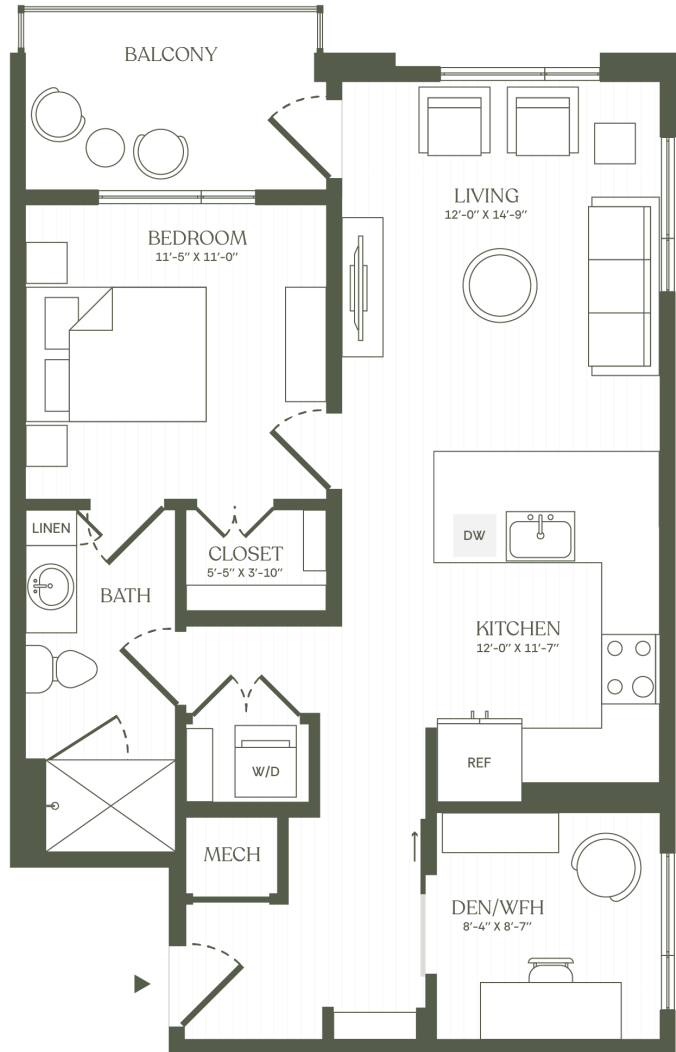 BALCONY
LIVING
12'-0" X 14'-9"
BEDROOM
11'-5" X 11'-0"
LINEN
DW
CLOSET
5'-5" X 3'-10"
BATH
KITCHEN
12'-0" X 11'-7"
W/D
REF
MECH
DEN/WFH
8'-4" X 8'-7"